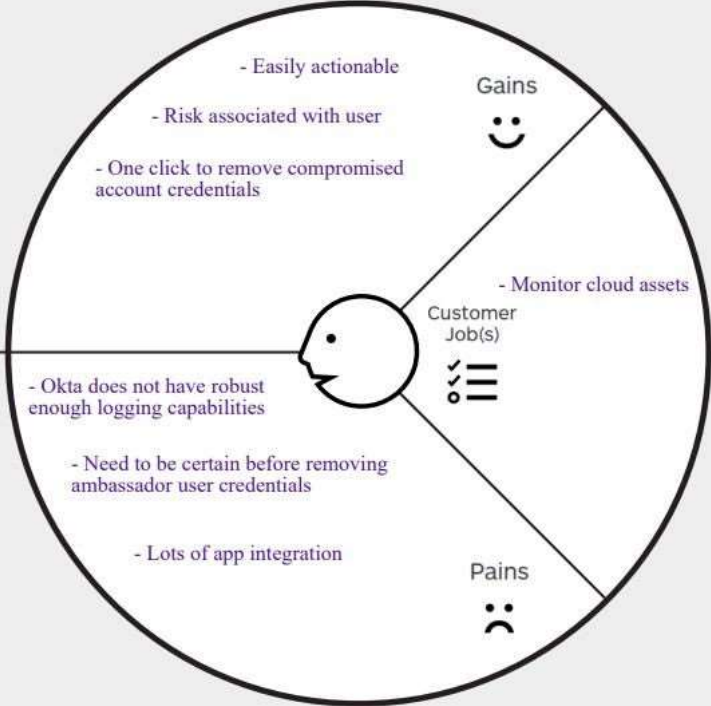 - Easily actionable
Gains
- Risk associated with user
- One click to remove compromised
account credentials
- Monitor cloud assets
Customer
Job(s)
- Okta does not have robust
enough logging capabilities
- Need to be certain before removing
ambassador user credentials
- Lots of app integration
Pains